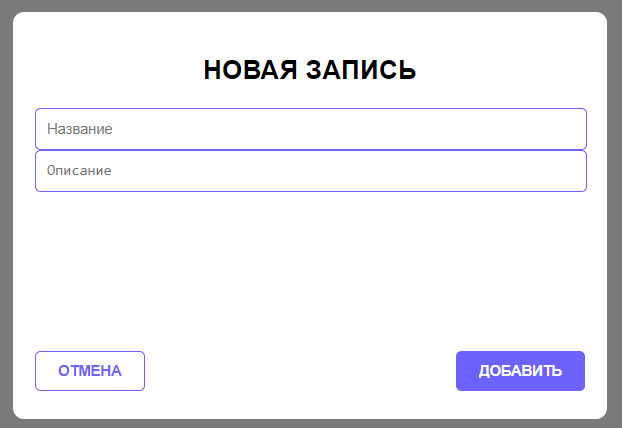 НОВАЯ ЗАПИСЬ
Название
Описание
ОТМЕНА
ДОБАВИТЬ